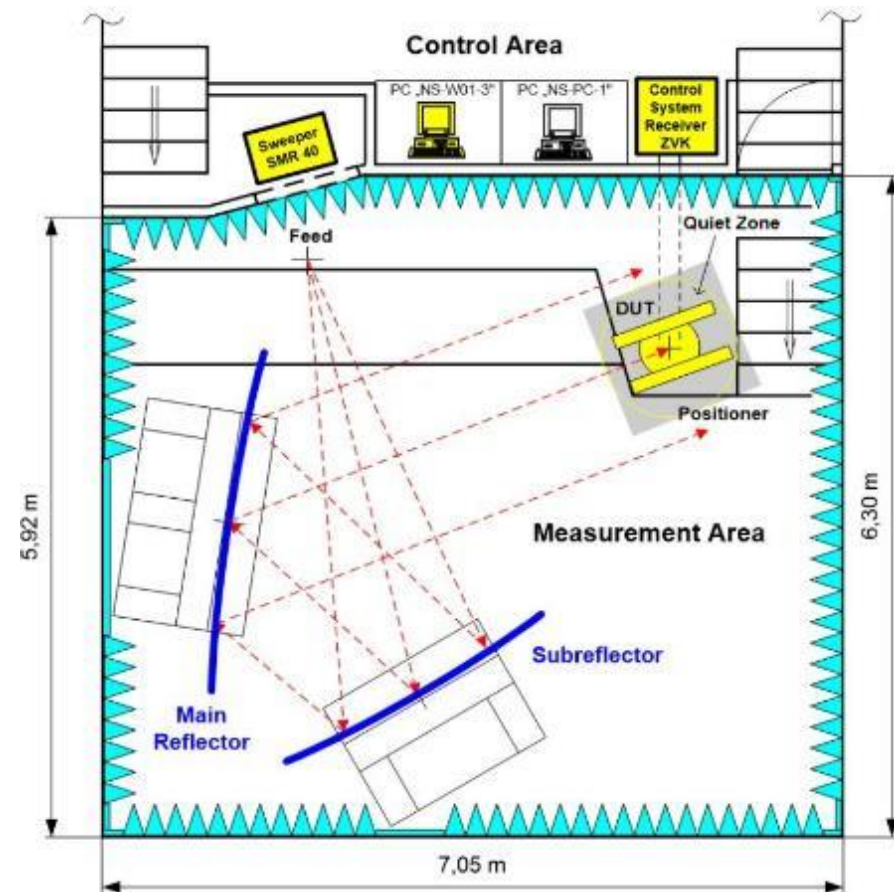 Control Area
PC „NS-W01-3"
PC „NS-PC-1"
Control
System
Receiver
ZVK
Sweeper
SMR 40
Feed
Quiet Zone
DUT
Positioner
5,92 m
6,30 m
Measurement Area
Subreflector
Main
Reflector
7,05 m